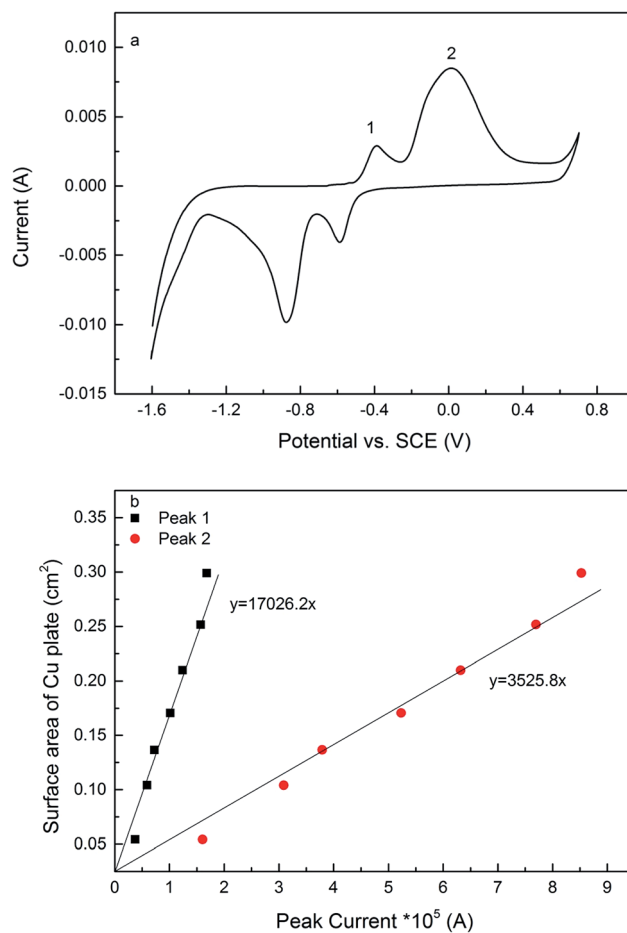 a
0.010
0.005
0.000
-0.005
-0.010
-0.015
Current (A)
1
2
-1.6 -1.2 -0.8 -0.4 0.0 0.4 0.8
Potential vs. SCE (V)
b
Peak 1
Peak 2
0.35
0.30
0.25
0.20
0.15
0.10
0.05
Surface area of Cu plate (cm²)
y=17026.2x
y=3525.8x
0 1 2 3 4 5 6 7 8 9
Peak Current *10⁵ (A)